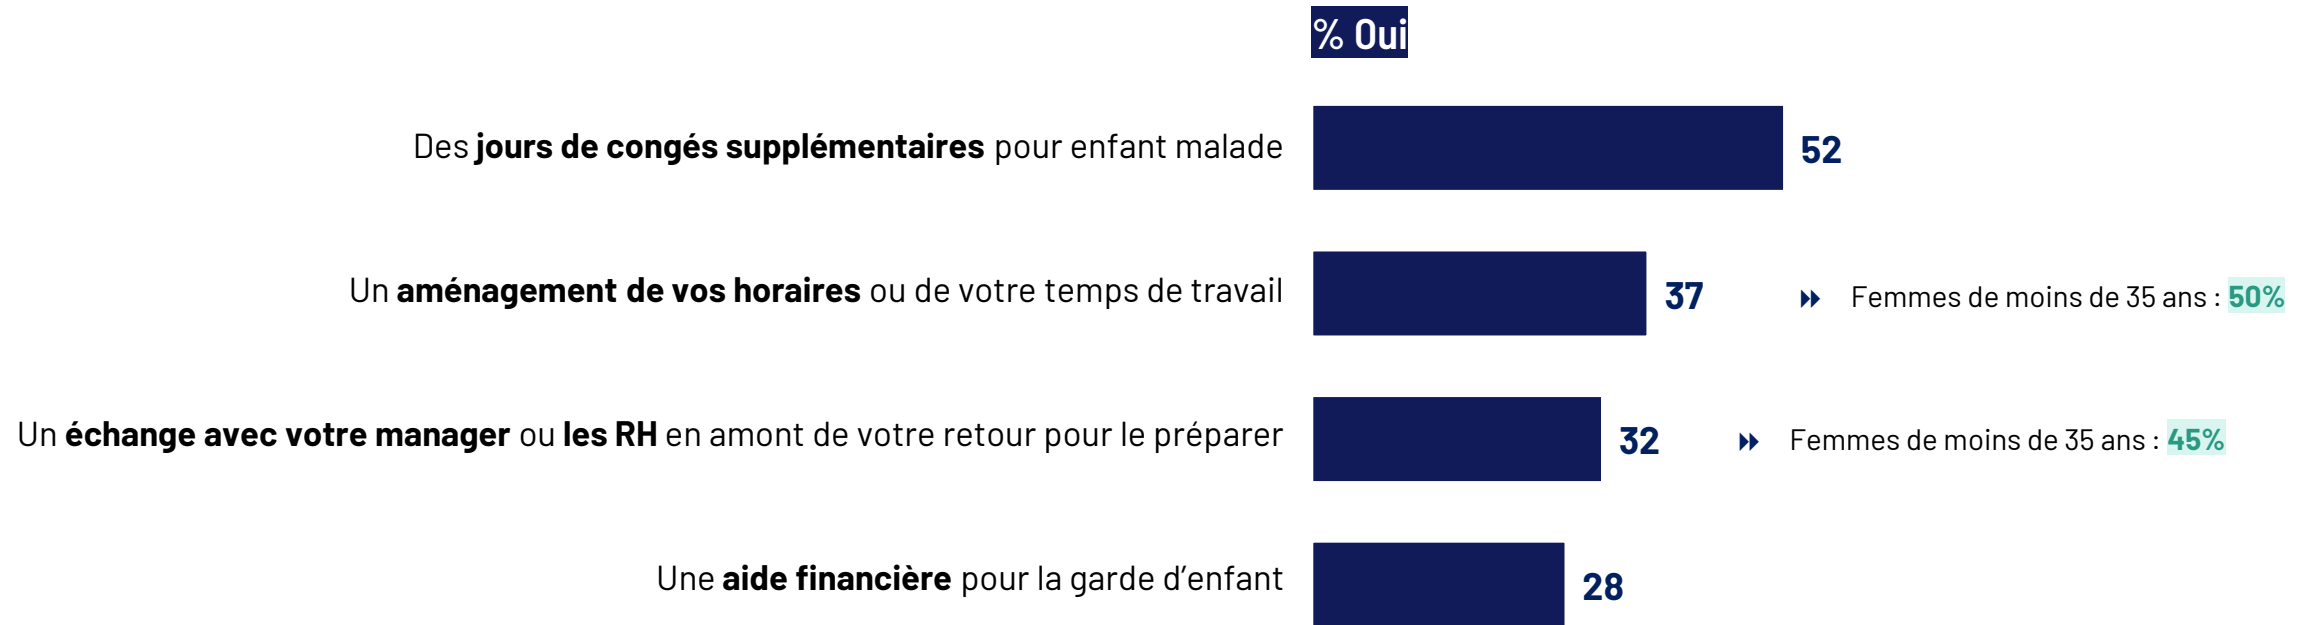 % Oui
Des jours de congés supplémentaires pour enfant malade 52
Un aménagement de vos horaires ou de votre temps de travail 37 Femmes de moins de 35 ans : 50%
Un échange avec votre manager ou les RH en amont de votre retour pour le préparer 32 Femmes de moins de 35 ans : 45%
Une aide financière pour la garde d’enfant 28